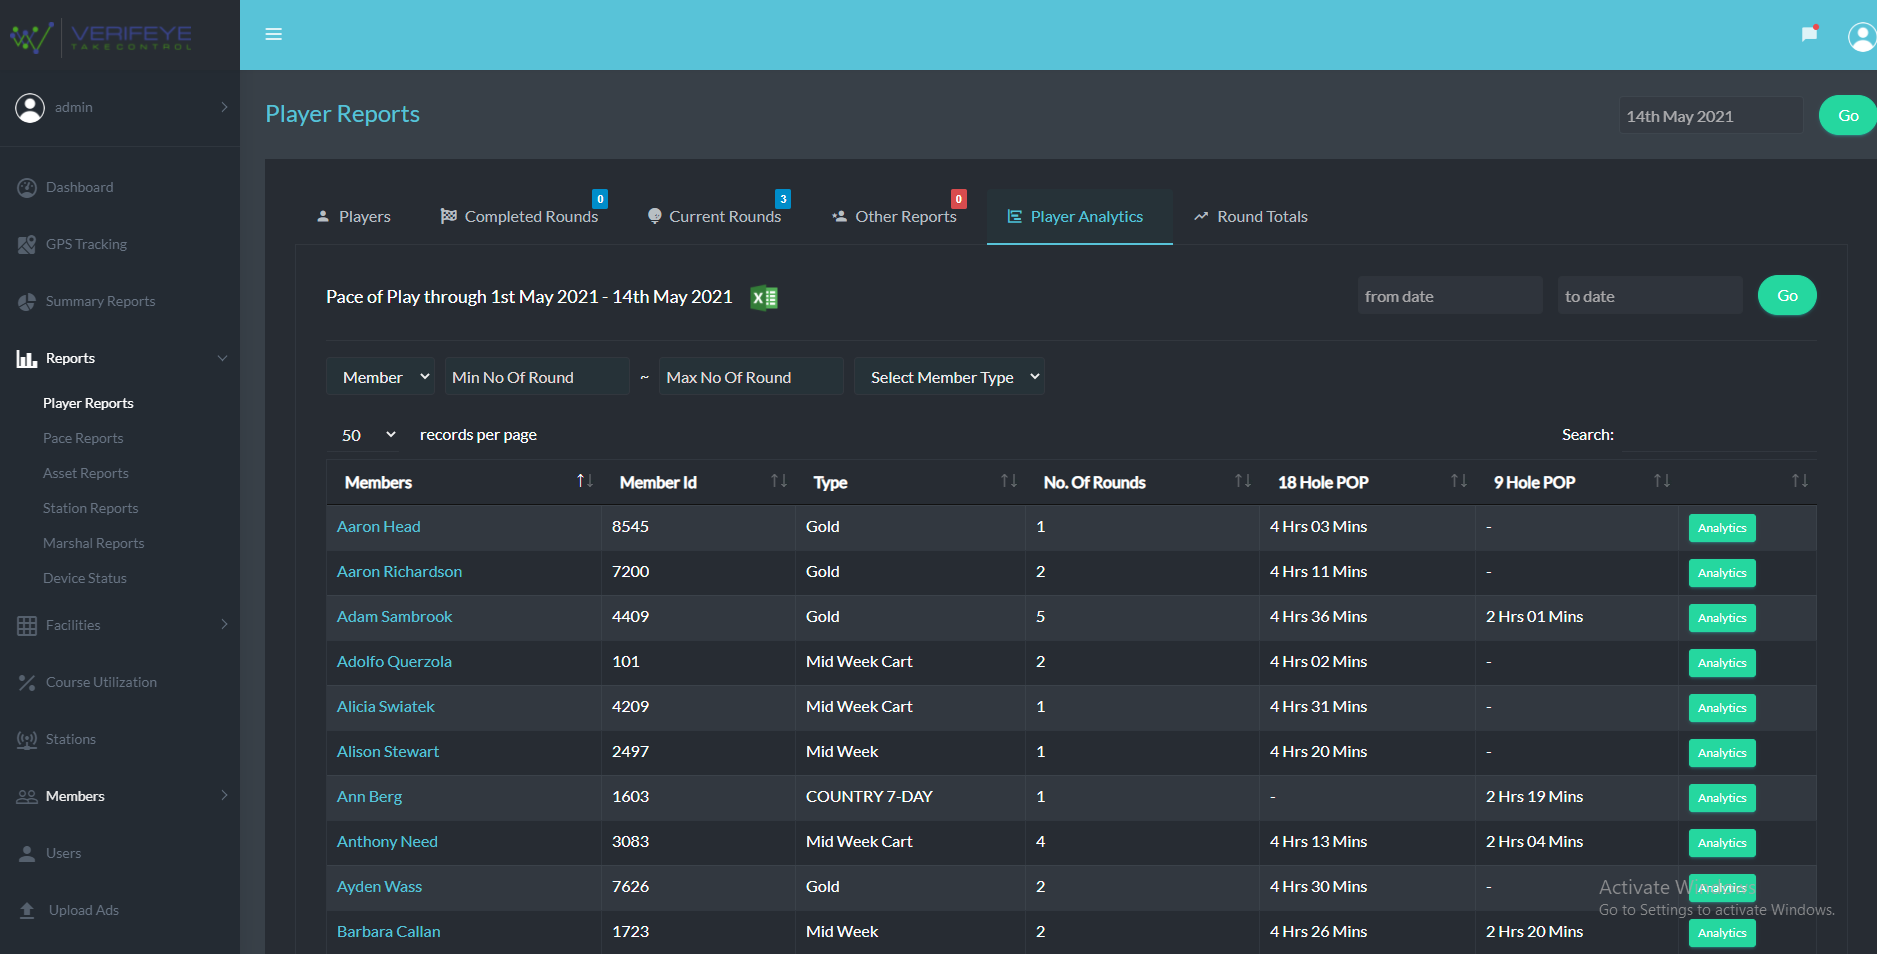 VERIFEYE
TAKE CONTROL
admin
Dashboard
GPS Tracking
Summary Reports
Reports
Player Reports
Pace Reports
Asset Reports
Station Reports
Marshal Reports
Device Status
Facilities
Course Utilization
Stations
Members
Users
Upload Ads
Player Reports
14th May 2021
Go
Players
Completed Rounds 0
Current Rounds 3
Other Reports 0
Player Analytics
Round Totals
Pace of Play through 1st May 2021 - 14th May 2021
from date
to date
Go
Member
Min No Of Round
~
Max No Of Round
Select Member Type
50 records per page
Search:
Members Member Id Type No. Of Rounds 18 Hole POP 9 Hole POP
Aaron Head 8545 Gold 1 4 Hrs 03 Mins - Analytics
Aaron Richardson 7200 Gold 2 4 Hrs 11 Mins - Analytics
Adam Sambrook 4409 Gold 5 4 Hrs 36 Mins 2 Hrs 01 Mins Analytics
Adolfo Querzola 101 Mid Week Cart 2 4 Hrs 02 Mins - Analytics
Alicia Swiatek 4209 Mid Week Cart 1 4 Hrs 31 Mins - Analytics
Alison Stewart 2497 Mid Week 1 4 Hrs 20 Mins - Analytics
Ann Berg 1603 COUNTRY 7-DAY 1 - 2 Hrs 19 Mins Analytics
Anthony Need 3083 Mid Week Cart 4 4 Hrs 13 Mins 2 Hrs 04 Mins Analytics
Ayden Wass 7626 Gold 2 4 Hrs 30 Mins - Analytics
Barbara Callan 1723 Mid Week 2 4 Hrs 26 Mins 2 Hrs 20 Mins Analytics
Activate Windows
Go to Settings to activate Windows.